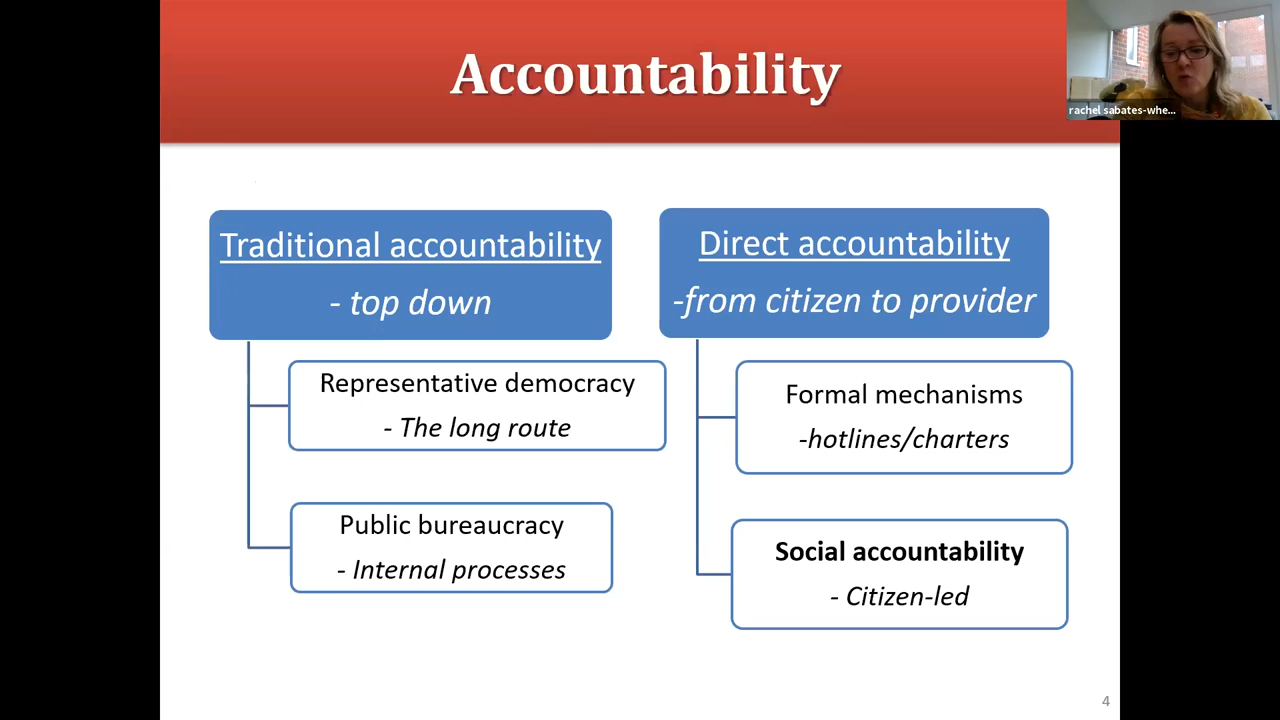 Accountability
rachel sabates-whe...
Traditional accountability
- top down
Representative democracy
- The long route
Public bureaucracy
- Internal processes
Direct accountability
-from citizen to provider
Formal mechanisms
-hotlines/charters
Social accountability
- Citizen-led
4